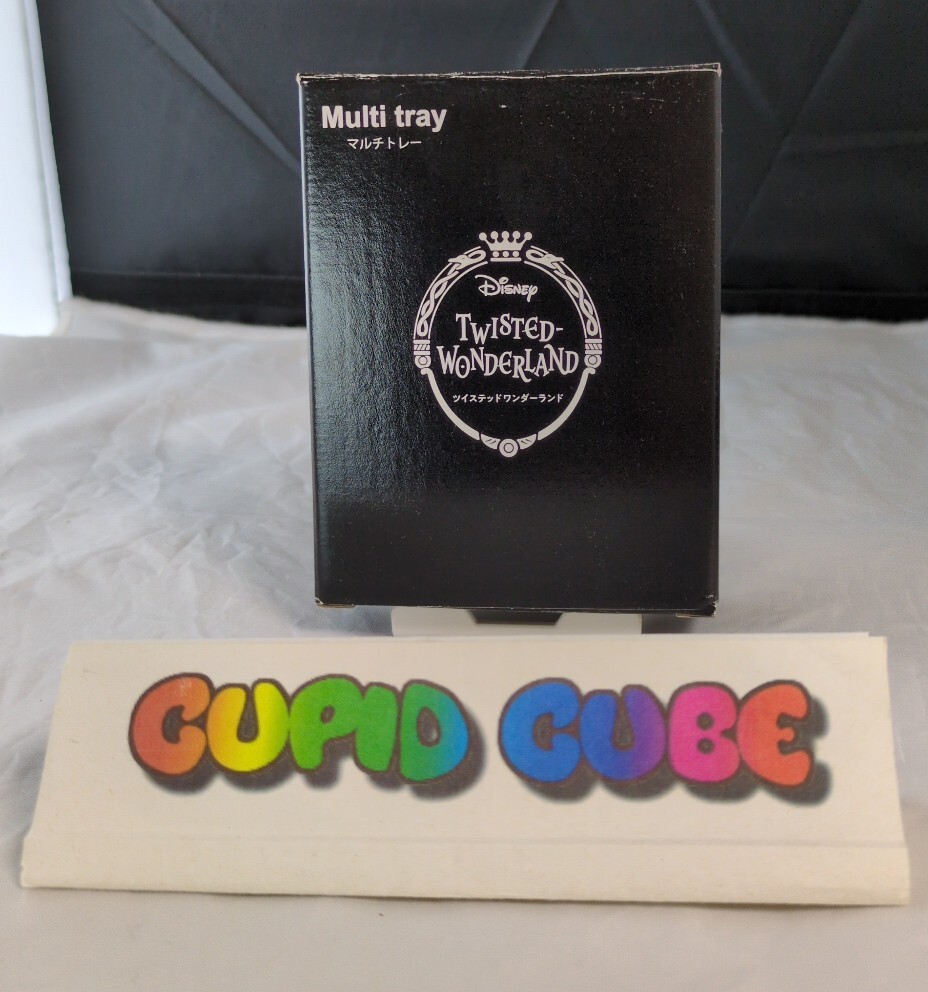 Multi tray
マルチトレー
Disney
TWISTED-
WONDERLAND
ツイステッドワンダーランド
CUPID CUBE